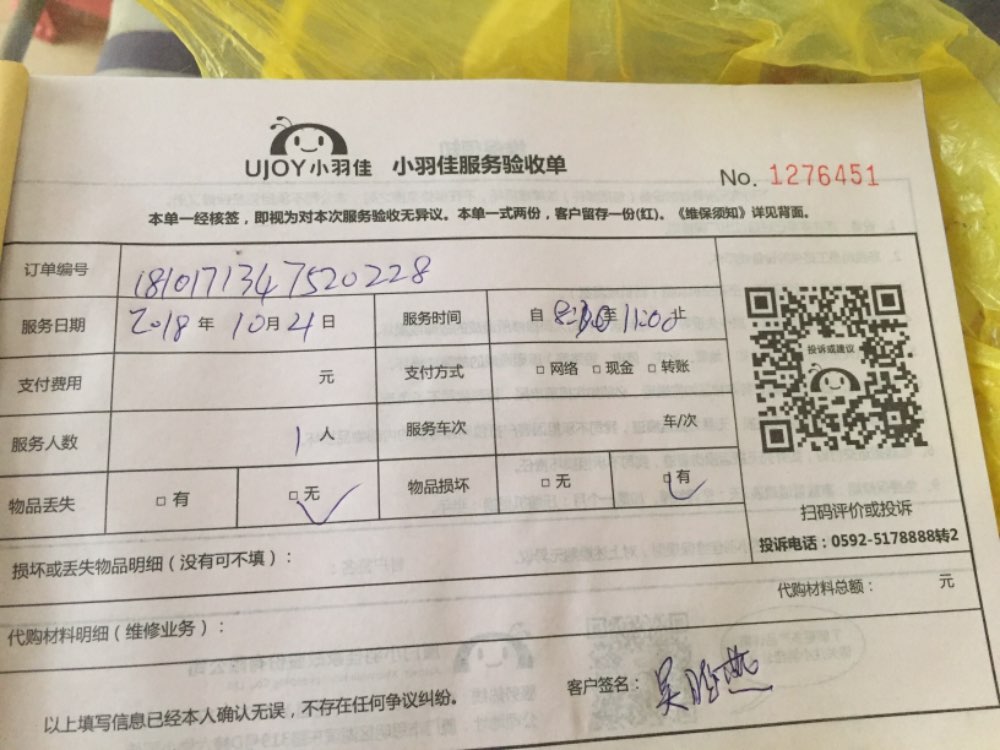 UJOY小羽佳 小羽佳服务验收单
No. 1276451
本单一经核签，即视为对本次服务验收无异议。本单一式两份，客户留存一份(红)。《维保须知》详见背面。
订单编号 1810171347520228
服务日期 2018 年 10 月 21 日 服务时间 自 8:00 至 11:00 止
支付费用 元 支付方式 □ 网络 □ 现金 □ 转账
服务人数 1 人 服务车次 车/次
物品丢失 □ 有 □ 无 ✓ 物品损坏 □ 无 □ 有 ✓
投诉或建议
扫码评价或投诉
投诉电话：0592-5178888转2
损坏或丢失物品明细（没有可不填）：
代购材料总额： 元
代购材料明细（维修业务）：
客户签名： 吴
以上填写信息已经本人确认无误，不存在任何争议纠纷。